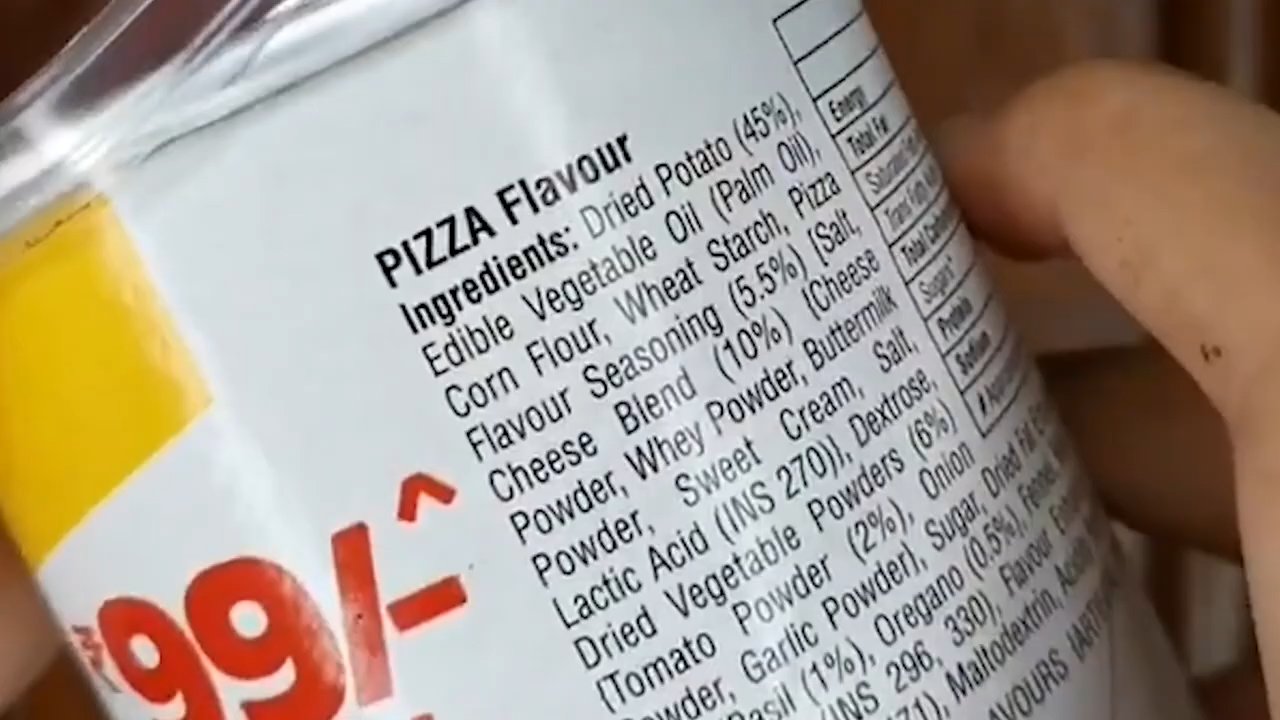 PIZZA Flavour
Ingredients: Dried Potato (45%),
Edible Vegetable Oil (Palm Oil),
Corn Flour, Wheat Starch, Pizza
Flavour Seasoning (5.5%) [Salt,
Cheese Blend (10%) [Cheese
Powder, Whey Powder, Buttermilk
Powder, Sweet Cream, Salt,
Lactic Acid (INS 270)], Dextrose,
Dried Vegetable Powders (6%)
[Tomato Powder (2%), Onion
Powder, Garlic Powder], Sugar, Dried
Basil (1%), Oregano (0.5%),
(INS 296, 330), Flavour
Maltodextrin,
Energy
Total Fat
Sugars
Protein
Sodium
99/-^